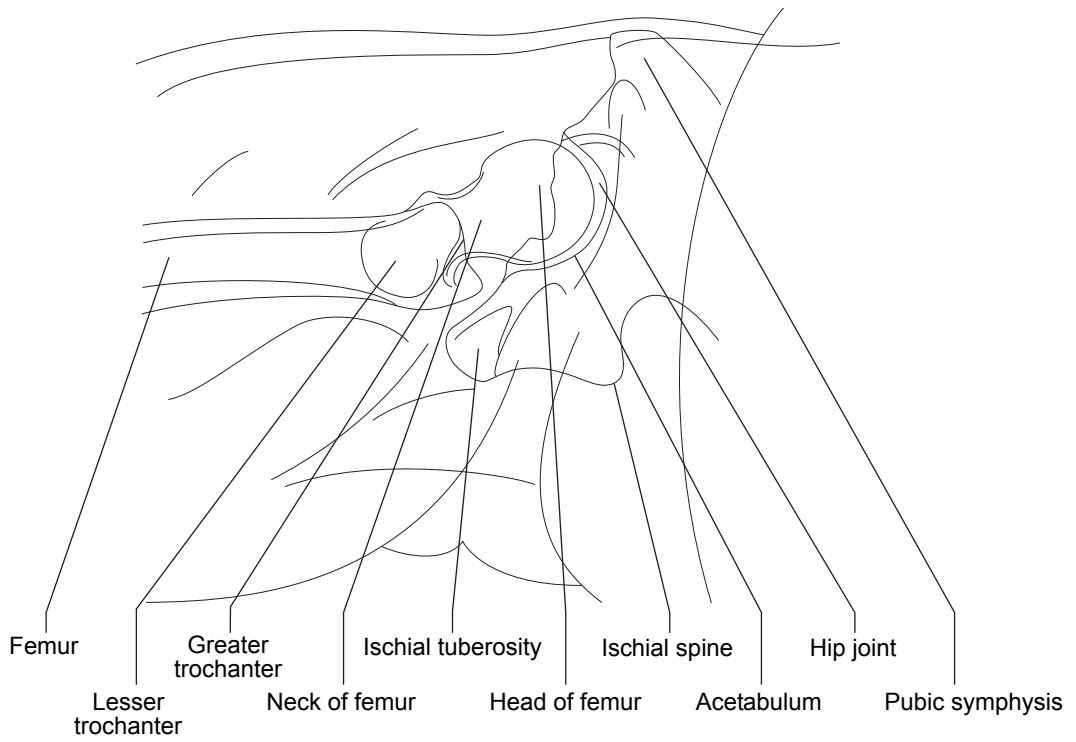 Femur
Greater
trochanter
Ischial tuberosity
Ischial spine
Hip joint
Lesser
trochanter
Neck of femur
Head of femur
Acetabulum
Pubic symphysis